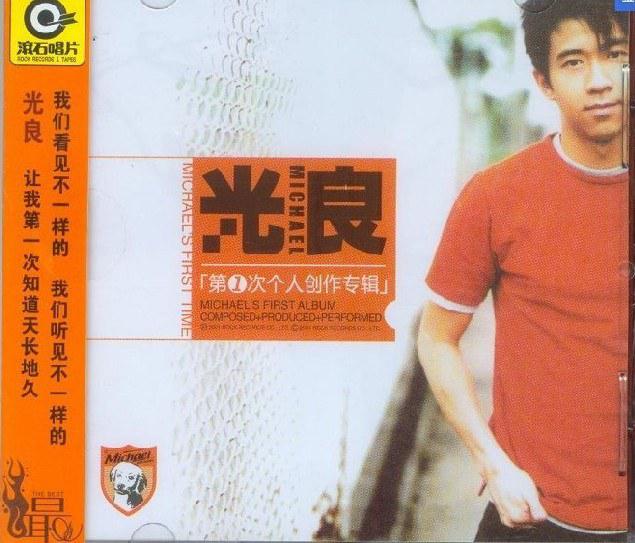 滚石唱片
ROCK RECORDS & TAPES
光良
我们看见不一样的 我们听见不一样的
让我第一次知道天长地久
THE BEST
MICHAEL'S FIRST TIME
光良
MICHAEL
「第1次个人创作专辑」
MICHAEL'S FIRST ALBUM
COMPOSED+PRODUCED+PERFORMED
Michael